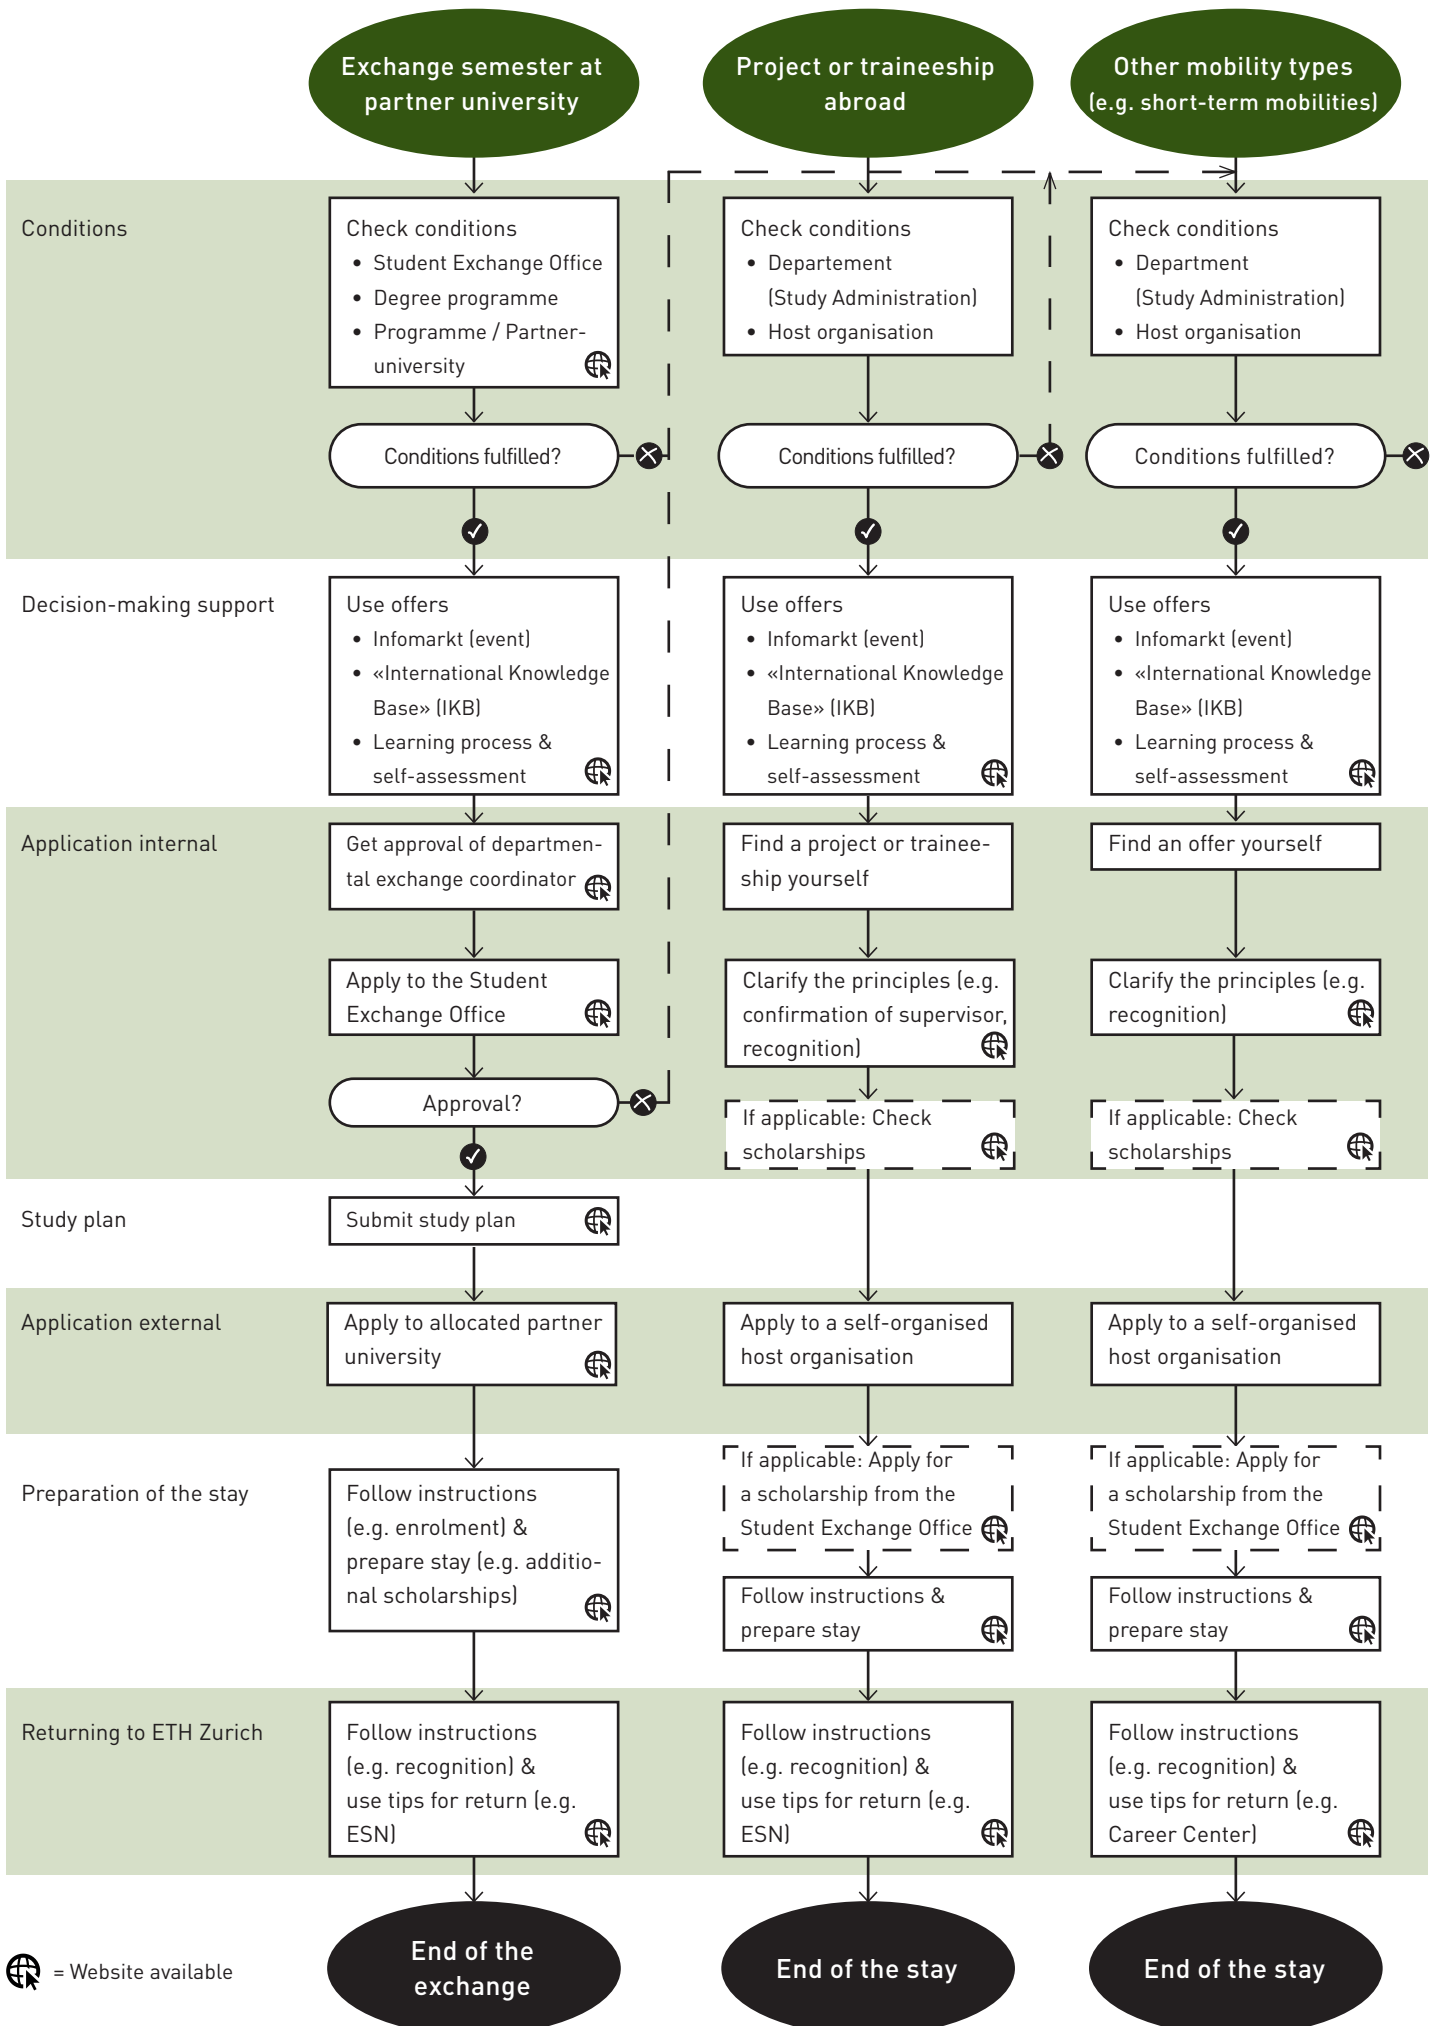 Exchange semester at
partner university
Project or traineeship
abroad
Other mobility types
(e.g. short-term mobilities)
Conditions
Check conditions
• Student Exchange Office
• Degree programme
• Programme / Partner-
university
Check conditions
• Departement
(Study Administration)
• Host organisation
Check conditions
• Department
(Study Administration)
• Host organisation
Conditions fulfilled?
Conditions fulfilled?
Conditions fulfilled?
Decision-making support
Use offers
• Infomarkt (event)
• «International Knowledge
Base» (IKB)
• Learning process &
self-assessment
Use offers
• Infomarkt (event)
• «International Knowledge
Base» (IKB)
• Learning process &
self-assessment
Use offers
• Infomarkt (event)
• «International Knowledge
Base» (IKB)
• Learning process &
self-assessment
Application internal
Get approval of departmen-
tal exchange coordinator
Find a project or trainee-
ship yourself
Find an offer yourself
Apply to the Student
Exchange Office
Clarify the principles (e.g.
confirmation of supervisor,
recognition)
Clarify the principles (e.g.
recognition)
Approval?
If applicable: Check
scholarships
If applicable: Check
scholarships
Study plan
Submit study plan
Application external
Apply to allocated partner
university
Apply to a self-organised
host organisation
Apply to a self-organised
host organisation
Preparation of the stay
Follow instructions
(e.g. enrolment) &
prepare stay (e.g. additio-
nal scholarships)
If applicable: Apply for
a scholarship from the
Student Exchange Office
If applicable: Apply for
a scholarship from the
Student Exchange Office
Follow instructions &
prepare stay
Follow instructions &
prepare stay
Returning to ETH Zurich
Follow instructions
(e.g. recognition) &
use tips for return (e.g.
ESN)
Follow instructions
(e.g. recognition) &
use tips for return (e.g.
ESN)
Follow instructions
(e.g. recognition) &
use tips for return (e.g.
Career Center)
= Website available
End of the
exchange
End of the stay
End of the stay